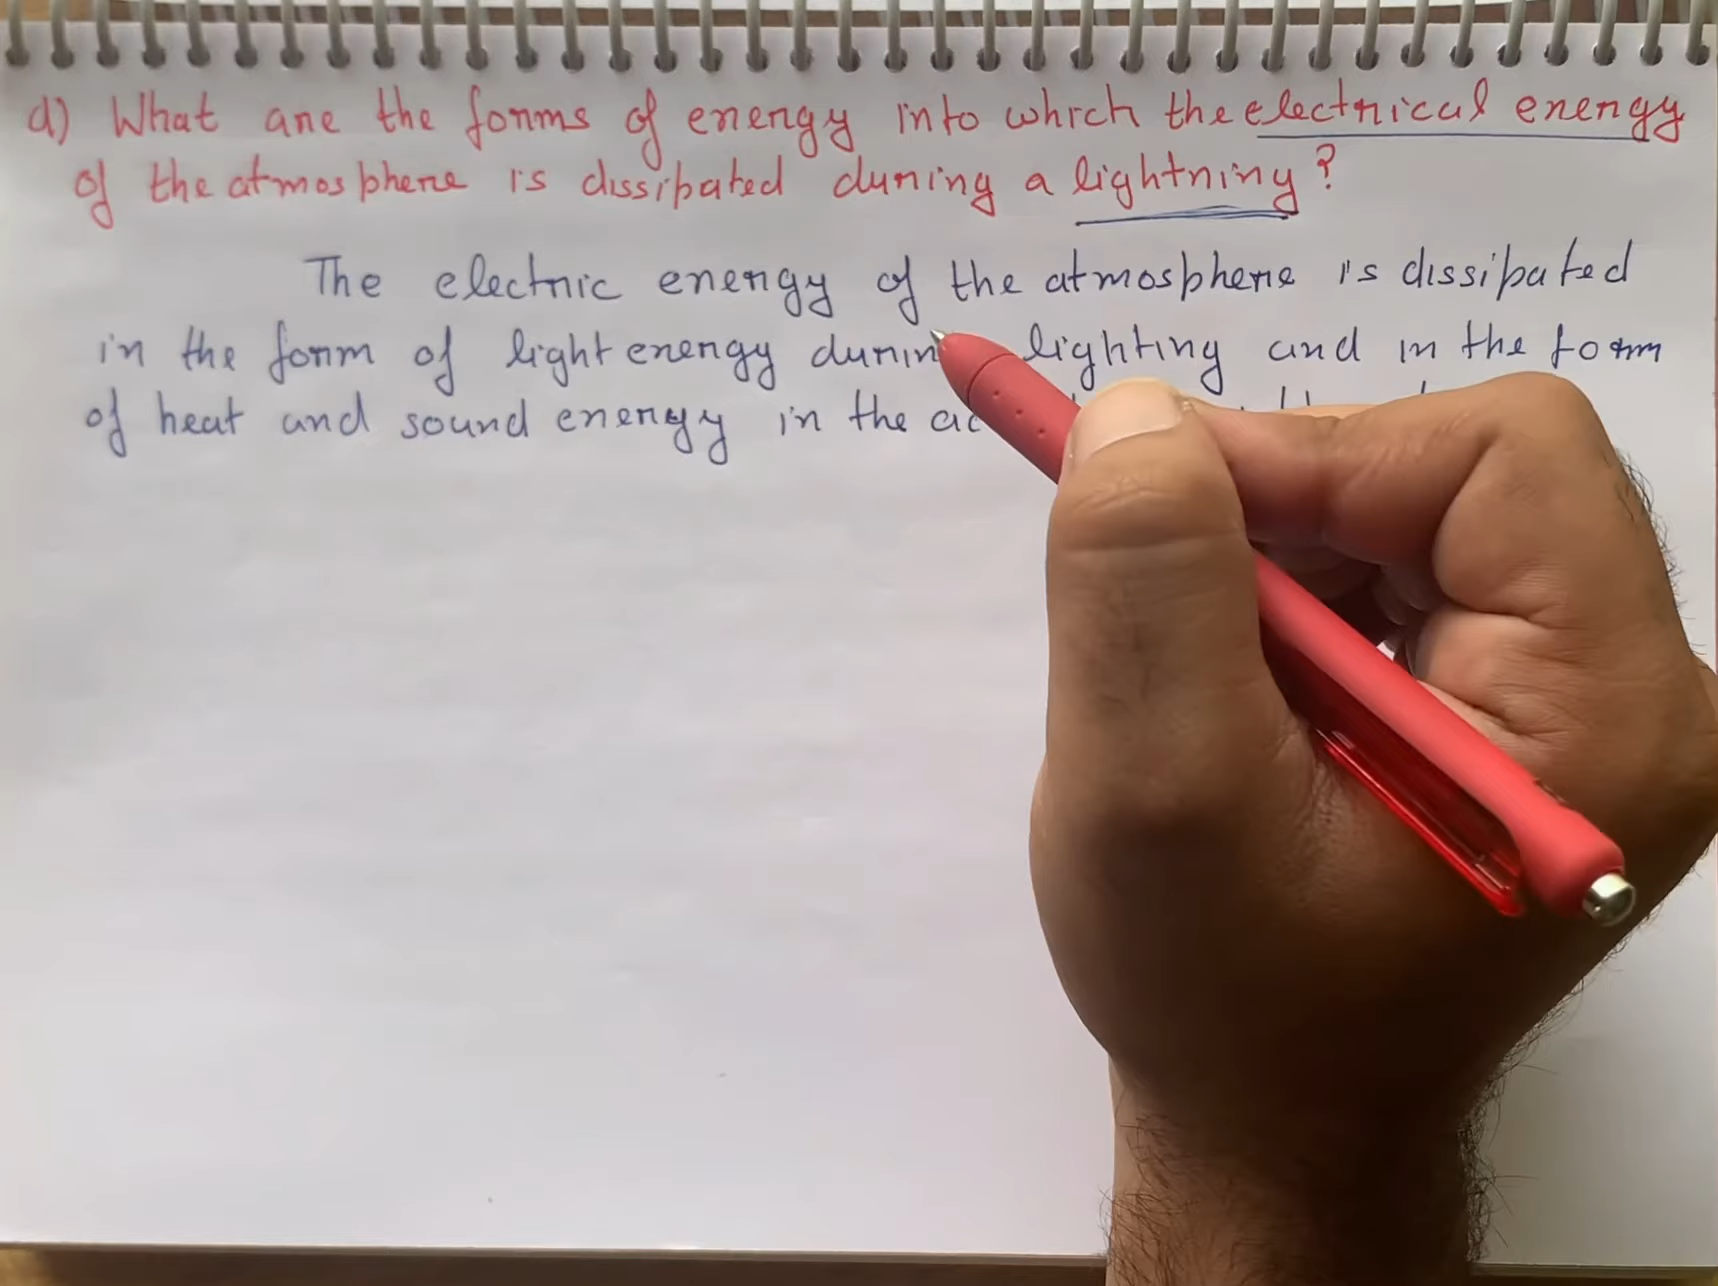 d) What are the forms of energy into which the electrical energy
of the atmosphere is dissipated during a lightning?
The electric energy of the atmosphere is dissipated
in the form of light energy lighting and in the form
of heat and sound energy in the